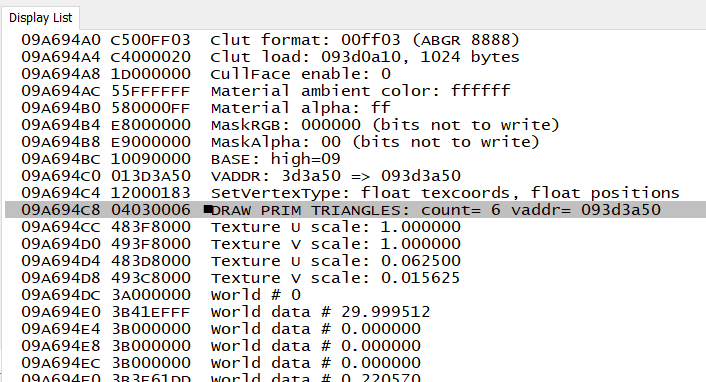 Display List
09A694A0 C500FF03 Clut format: 00ff03 (ABGR 8888)
09A694A4 C4000020 Clut load: 093d0a10, 1024 bytes
09A694A8 1D000000 CullFace enable: 0
09A694AC 55FFFFFF Material ambient color: ffffff
09A694B0 580000FF Material alpha: ff
09A694B4 E8000000 MaskRGB: 000000 (bits not to write)
09A694B8 E9000000 MaskAlpha: 00 (bits not to write)
09A694BC 10090000 BASE: high=09
09A694C0 013D3A50 VADDR: 3d3a50 => 093d3a50
09A694C4 12000183 SetVertexType: float texcoords, float positions
09A694C8 04030006 ■DRAW PRIM TRIANGLES: count= 6 vaddr= 093d3a50
09A694CC 483F8000 Texture U scale: 1.000000
09A694D0 493F8000 Texture V scale: 1.000000
09A694D4 483D8000 Texture U scale: 0.062500
09A694D8 493C8000 Texture V scale: 0.015625
09A694DC 3A000000 World # 0
09A694E0 3B41EFFF World data # 29.999512
09A694E4 3B000000 World data # 0.000000
09A694E8 3B000000 World data # 0.000000
09A694EC 3B000000 World data # 0.000000
09A694F0 3B3E61DD World data # 0.220570